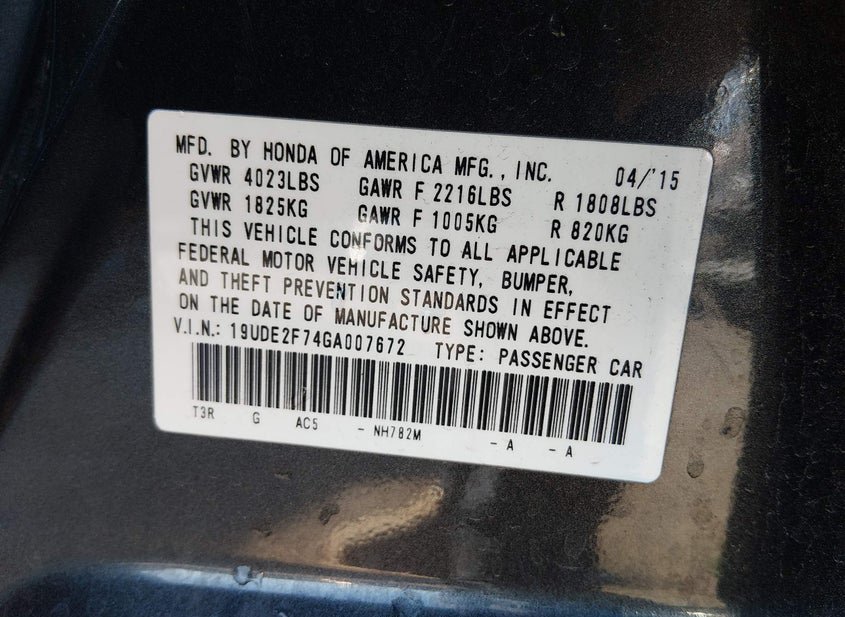 MFD. BY HONDA OF AMERICA MFG., INC. 04/'15
GVWR 4023LBS GAWR F 2216LBS R 1808LBS
GVWR 1825KG GAWR F 1005KG R 820KG
THIS VEHICLE CONFORMS TO ALL APPLICABLE
FEDERAL MOTOR VEHICLE SAFETY, BUMPER,
AND THEFT PREVENTION STANDARDS IN EFFECT
ON THE DATE OF MANUFACTURE SHOWN ABOVE.
V.I.N.: 19UDE2F74GA007672 TYPE: PASSENGER CAR
T3R G AC5 - NH782M - A - A